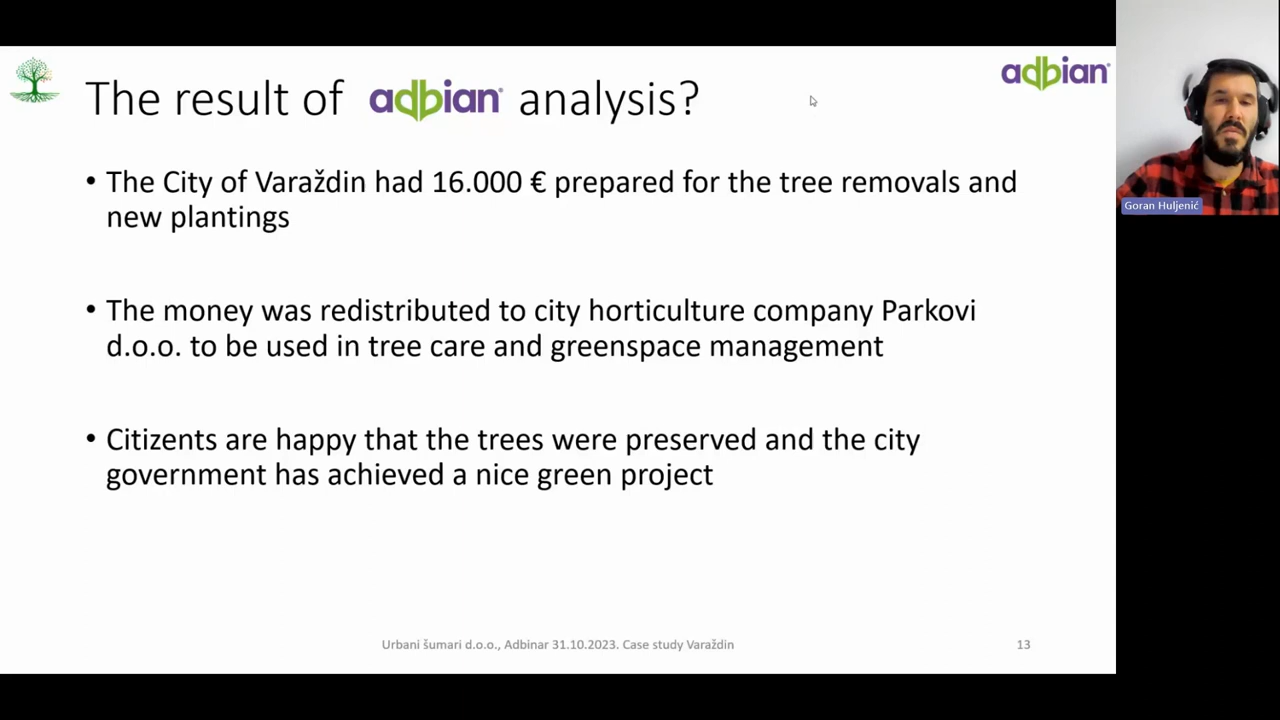 The result of adbian® analysis?
adbian®
• The City of Varaždin had 16.000 € prepared for the tree removals and
new plantings
• The money was redistributed to city horticulture company Parkovi
d.o.o. to be used in tree care and greenspace management
• Citizents are happy that the trees were preserved and the city
government has achieved a nice green project
Urbani šumari d.o.o., Adbinar 31.10.2023. Case study Varaždin
13
Goran Huljenić